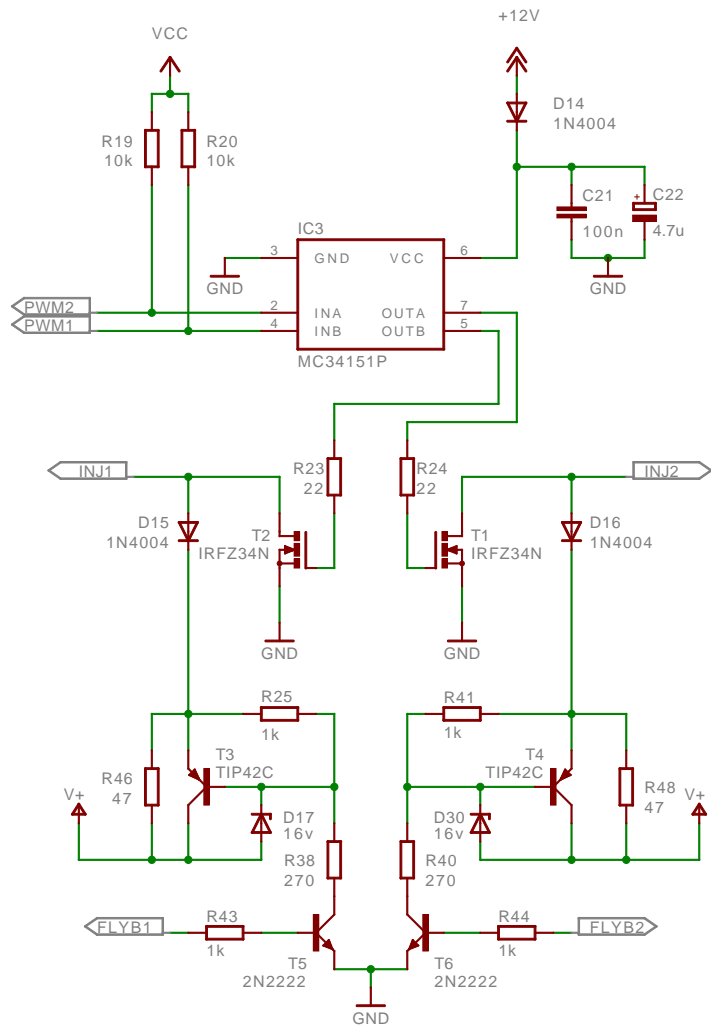 +12V
VCC
D14
1N4004
R19
10k
R20
10k
C21
100n
+
C22
4.7u
IC3
3
GND
VCC
6
GND
GND
PWM2
PWM1
2
INA
OUTA
7
4
INB
OUTB
5
MC34151P
INJ1
R23
22
R24
22
INJ2
D15
1N4004
T2
IRFZ34N
T1
IRFZ34N
D16
1N4004
GND
GND
R25
1k
R41
1k
T3
TIP42C
T4
TIP42C
R46
47
V+
D17
16v
D30
16v
R48
47
V+
R38
270
R40
270
FLYB1
R43
1k
R44
1k
FLYB2
T5
2N2222
T6
2N2222
GND